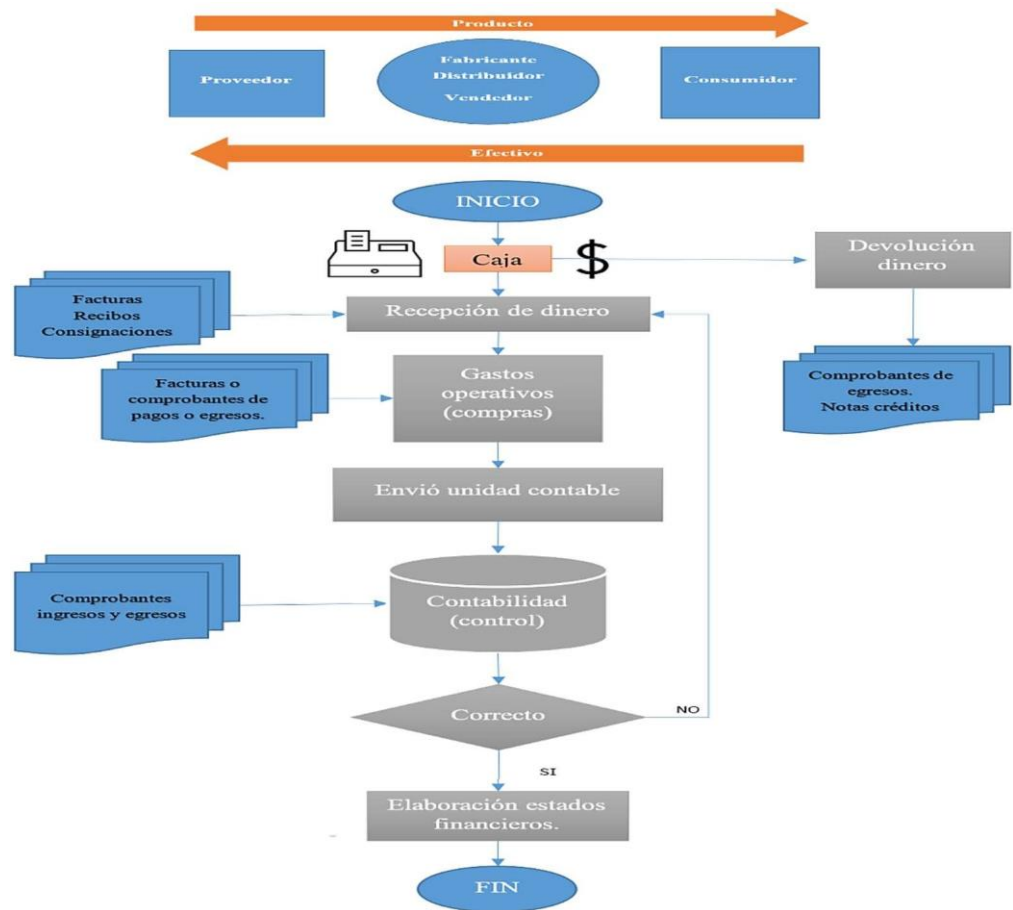 Producto
Proveedor
Fabricante
Distribuidor
Vendedor
Consumidor
Efectivo
INICIO
Caja
$
Devolución
dinero
Facturas
Recibos
Consignaciones
Recepción de dinero
Facturas o
comprobantes de
pagos o egresos.
Gastos
operativos
(compras)
Comprobantes de
egresos.
Notas créditos
Envió unidad contable
Comprobantes
ingresos y egresos
Contabilidad
(control)
Correcto
NO
SI
Elaboración estados
financieros.
FIN